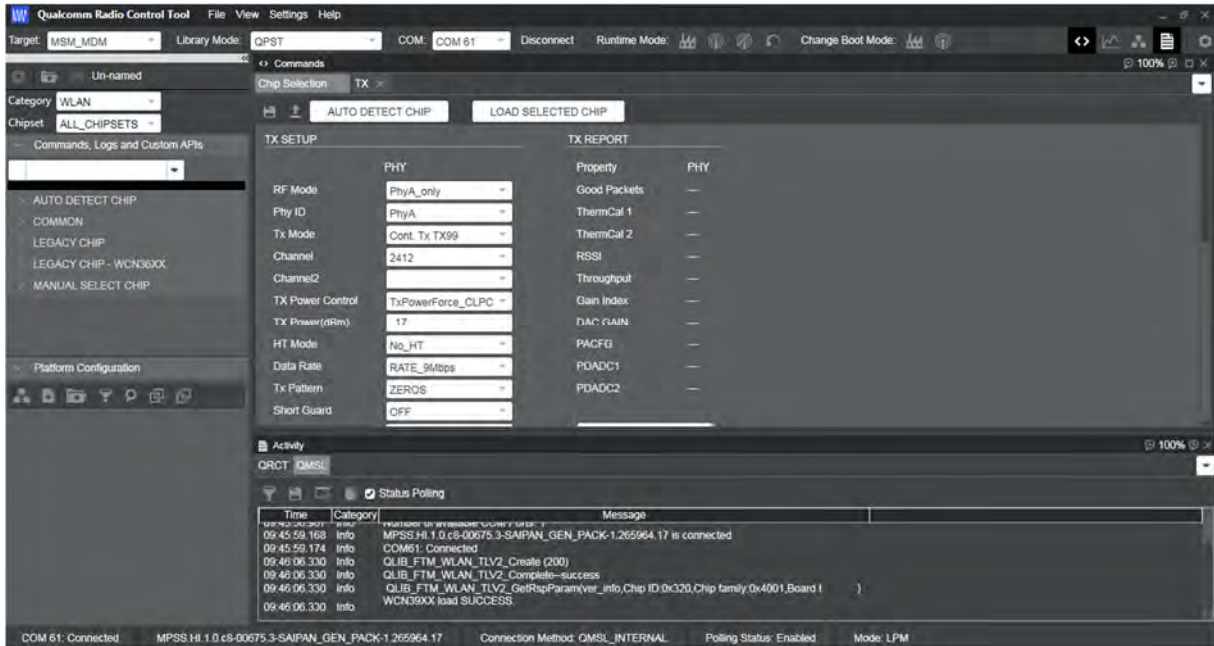 Qualcomm Radio Control Tool File View Settings Help
Target: MSM_MDM Library Mode: QPST COM: COM 61 Disconnect Runtime Mode: Change Boot Mode:
Un-named
Category WLAN
Chipset ALL_CHIPSETS
Commands, Logs and Custom APIs
AUTO DETECT CHIP
COMMON
LEGACY CHIP
LEGACY CHIP - WCN36XX
MANUAL SELECT CHIP
Platform Configuration
Commands 100%
Chip Selection TX
AUTO DETECT CHIP LOAD SELECTED CHIP
TX SETUP TX REPORT
PHY Property PHY
RF Mode PhyA_only Good Packets —
Phy ID PhyA ThermCal 1 —
Tx Mode Cont. Tx TX99 ThermCal 2 —
Channel 2412 RSSI —
Channel2 Throughput —
TX Power Control TxPowerForce_CLPC Gain Index —
TX Power(dBm) 17 DAC GAIN —
HT Mode No_HT PACFG —
Data Rate RATE_9Mbps PDADC1 —
Tx Pattern ZEROS PDADC2 —
Short Guard OFF
Activity 100%
QRCT QMSL
Status Polling
Time Category Message
Info Number of available COM Ports: 1
09:45:59.168 Info MPSS.HI.1.0.c8-00675.3-SAIPAN_GEN_PACK-1.265964.17 is connected
09:45:59.174 Info COM61: Connected
09:46:06.330 Info QLIB_FTM_WLAN_TLV2_Create (200)
09:46:06.330 Info QLIB_FTM_WLAN_TLV2_Complete--success
09:46:06.330 Info QLIB_FTM_WLAN_TLV2_GetRspParam(ver_info,Chip ID:0x320,Chip family:0x4001,Board I )
09:46:06.330 Info WCN39XX load SUCCESS.
COM 61: Connected MPSS.HI.1.0.c8-00675.3-SAIPAN_GEN_PACK-1.265964.17 Connection Method: QMSL_INTERNAL Polling Status: Enabled Mode: LPM